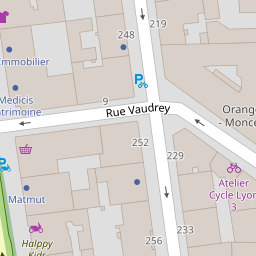 219
248
Immobilier
Medicis
atrimoine
9
Rue Vaudrey
Orange
- Monce
252
229
Atelier
Cycle Lyon
3
Matmut
Halppy
Kids
233
256